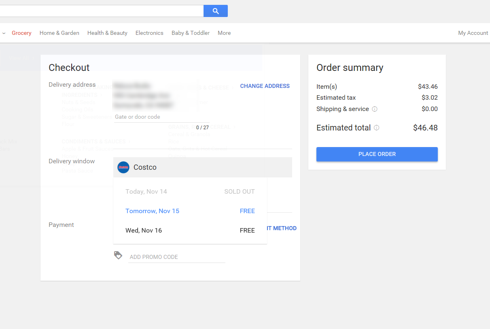 Grocery Home & Garden Health & Beauty Electronics Baby & Toddler More My Account
Checkout
Delivery address
CHANGE ADDRESS
Gate or door code
0 / 27
Delivery window
Costco
Today, Nov 14 SOLD OUT
Tomorrow, Nov 15 FREE
Wed, Nov 16 FREE
Payment
IT METHOD
ADD PROMO CODE
Order summary
Item(s) $43.46
Estimated tax $3.02
Shipping & service $0.00
Estimated total $46.48
PLACE ORDER